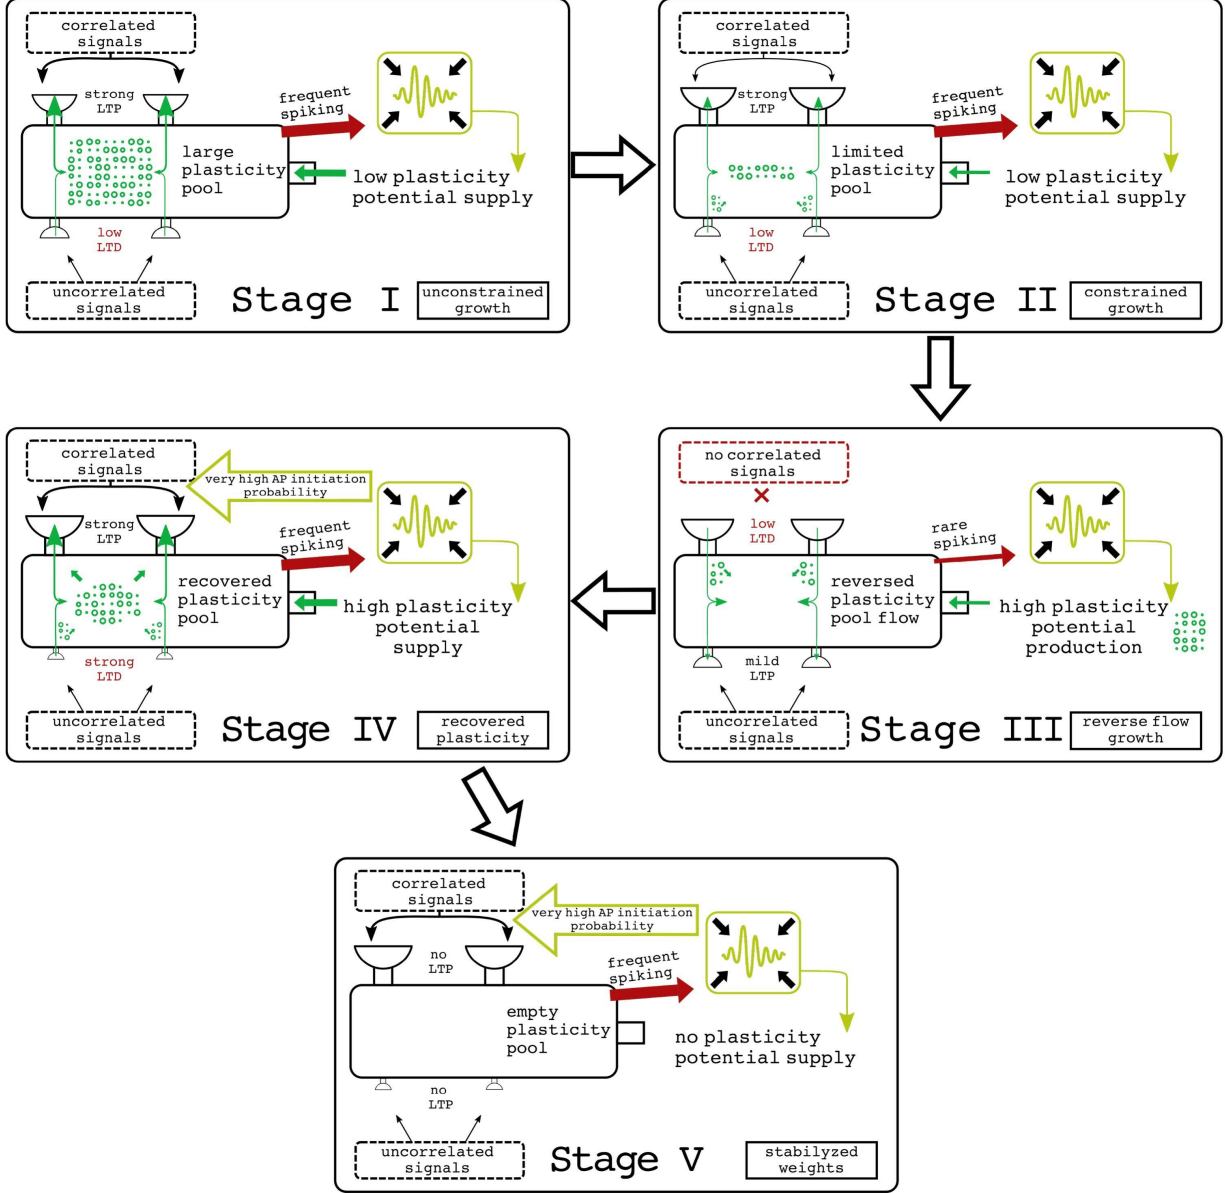 correlated
signals
strong
LTP
frequent
spiking
large
plasticity
pool
low plasticity
potential supply
low
LTD
uncorrelated
signals
Stage I
unconstrained
growth
correlated
signals
strong
LTP
frequent
spiking
limited
plasticity
pool
low plasticity
potential supply
low
LTD
uncorrelated
signals
Stage II
constrained
growth
correlated
signals
very high AP initiation
probability
strong
LTP
frequent
spiking
recovered
plasticity
pool
high plasticity
potential
supply
strong
LTD
uncorrelated
signals
Stage IV
recovered
plasticity
no correlated
signals
low
LTD
rare
spiking
reversed
plasticity
pool flow
high plasticity
potential
production
mild
LTP
uncorrelated
signals
Stage III
reverse flow
growth
correlated
signals
very high AP initiation
probability
no
LTP
frequent
spiking
empty
plasticity
pool
no plasticity
potential supply
no
LTP
uncorrelated
signals
Stage V
stabilyzed
weights